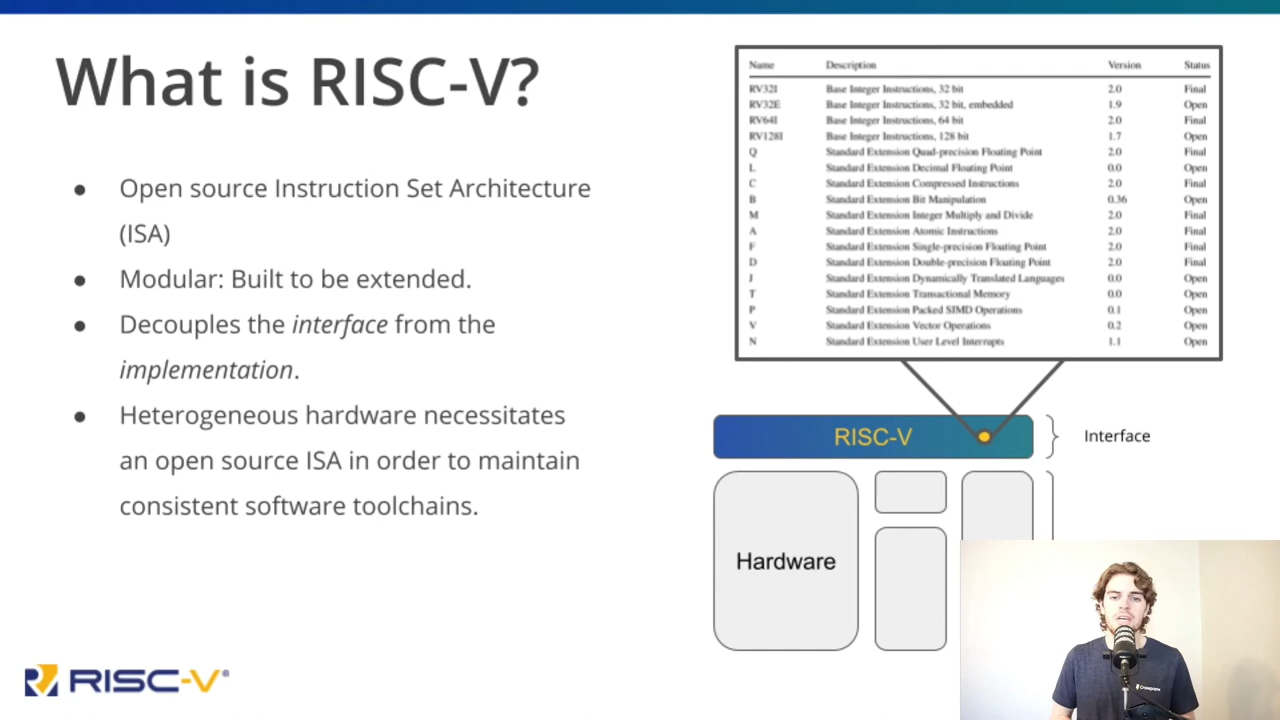 What is RISC-V?
● Open source Instruction Set Architecture
(ISA)
● Modular: Built to be extended.
● Decouples the interface from the
implementation.
● Heterogeneous hardware necessitates
an open source ISA in order to maintain
consistent software toolchains.
Name Description Version Status
RV32I Base Integer Instructions, 32 bit 2.0 Final
RV32E Base Integer Instructions, 32 bit, embedded 1.9 Open
RV64I Base Integer Instructions, 64 bit 2.0 Final
RV128I Base Integer Instructions, 128 bit 1.7 Open
Q Standard Extension Quad-precision Floating Point 2.0 Final
L Standard Extension Decimal Floating Point 0.0 Open
C Standard Extension Compressed Instructions 2.0 Final
B Standard Extension Bit Manipulation 0.36 Open
M Standard Extension Integer Multiply and Divide 2.0 Final
A Standard Extension Atomic Instructions 2.0 Final
F Standard Extension Single-precision Floating Point 2.0 Final
D Standard Extension Double-precision Floating Point 2.0 Final
J Standard Extension Dynamically Translated Languages 0.0 Open
T Standard Extension Transactional Memory 0.0 Open
P Standard Extension Packed SIMD Operations 0.1 Open
V Standard Extension Vector Operations 0.2 Open
N Standard Extension User Level Interrupts 1.1 Open
RISC-V
Interface
Hardware
RISC-V®